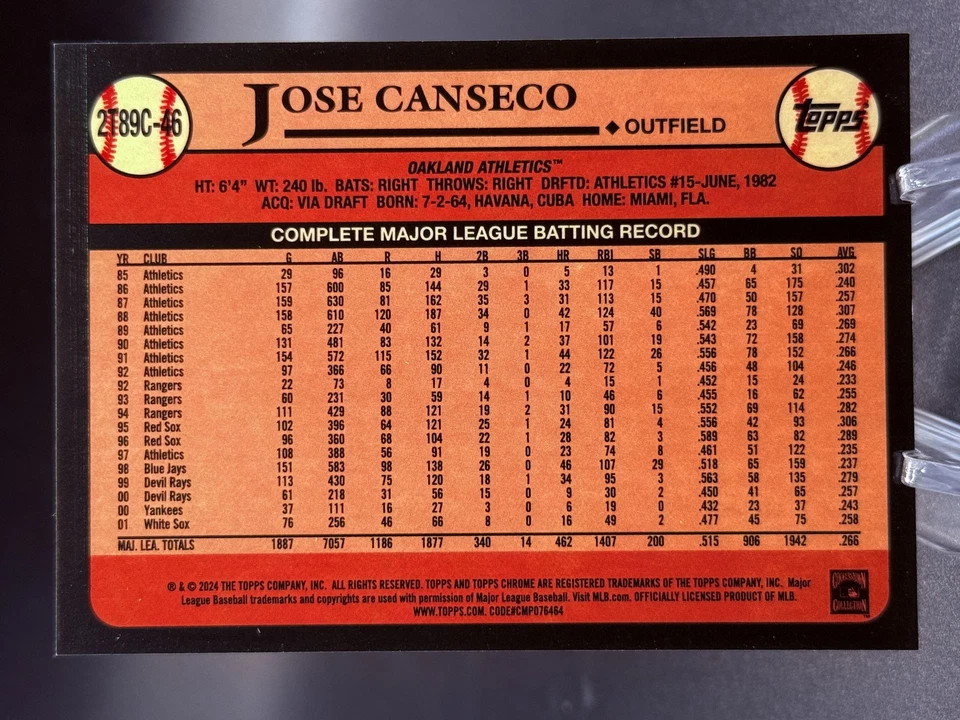 2T89C-46
JOSE CANSECO
◆ OUTFIELD
TOPPS
OAKLAND ATHLETICS™
HT: 6'4" WT: 240 lb. BATS: RIGHT THROWS: RIGHT DRFTD: ATHLETICS #15-JUNE, 1982
ACQ: VIA DRAFT BORN: 7-2-64, HAVANA, CUBA HOME: MIAMI, FLA.
COMPLETE MAJOR LEAGUE BATTING RECORD
YR CLUB G AB R H 2B 3B HR RBI SB SLG BB SO AVG
85 Athletics 29 96 16 29 3 0 5 13 1 .490 4 31 .302
86 Athletics 157 600 85 144 29 1 33 117 15 .457 65 175 .240
87 Athletics 159 630 81 162 35 3 31 113 15 .470 50 157 .257
88 Athletics 158 610 120 187 34 0 42 124 40 .569 78 128 .307
89 Athletics 65 227 40 61 9 1 17 57 6 .542 23 69 .269
90 Athletics 131 481 83 132 14 2 37 101 19 .543 72 158 .274
91 Athletics 154 572 115 152 32 1 44 122 26 .556 78 152 .266
92 Athletics 97 366 66 90 11 0 22 72 5 .456 48 104 .246
92 Rangers 22 73 8 17 4 0 4 15 1 .452 15 24 .233
93 Rangers 60 231 30 59 14 1 10 46 6 .455 16 62 .255
94 Rangers 111 429 88 121 19 2 31 90 15 .552 69 114 .282
95 Red Sox 102 396 64 121 25 1 24 81 4 .556 42 93 .306
96 Red Sox 96 360 68 104 22 1 28 82 3 .589 63 82 .289
97 Athletics 108 388 56 91 19 0 23 74 8 .461 51 122 .235
98 Blue Jays 151 583 98 138 26 0 46 107 29 .518 65 159 .237
99 Devil Rays 113 430 75 120 18 1 34 95 3 .563 58 135 .279
00 Devil Rays 61 218 31 56 15 0 9 30 2 .450 41 65 .257
00 Yankees 37 111 16 27 3 0 6 19 0 .432 23 37 .243
01 White Sox 76 256 46 66 8 0 16 49 2 .477 45 75 .258
MAJ. LEA. TOTALS 1887 7057 1186 1877 340 14 462 1407 200 .515 906 1942 .266
® & © 2024 THE TOPPS COMPANY, INC. ALL RIGHTS RESERVED. TOPPS AND TOPPS CHROME ARE REGISTERED TRADEMARKS OF THE TOPPS COMPANY, INC. Major
League Baseball trademarks and copyrights are used with permission of Major League Baseball. Visit MLB.com. OFFICIALLY LICENSED PRODUCT OF MLB.
WWW.TOPPS.COM. CODE#CMP076464
COOPERSTOWN
COLLECTION